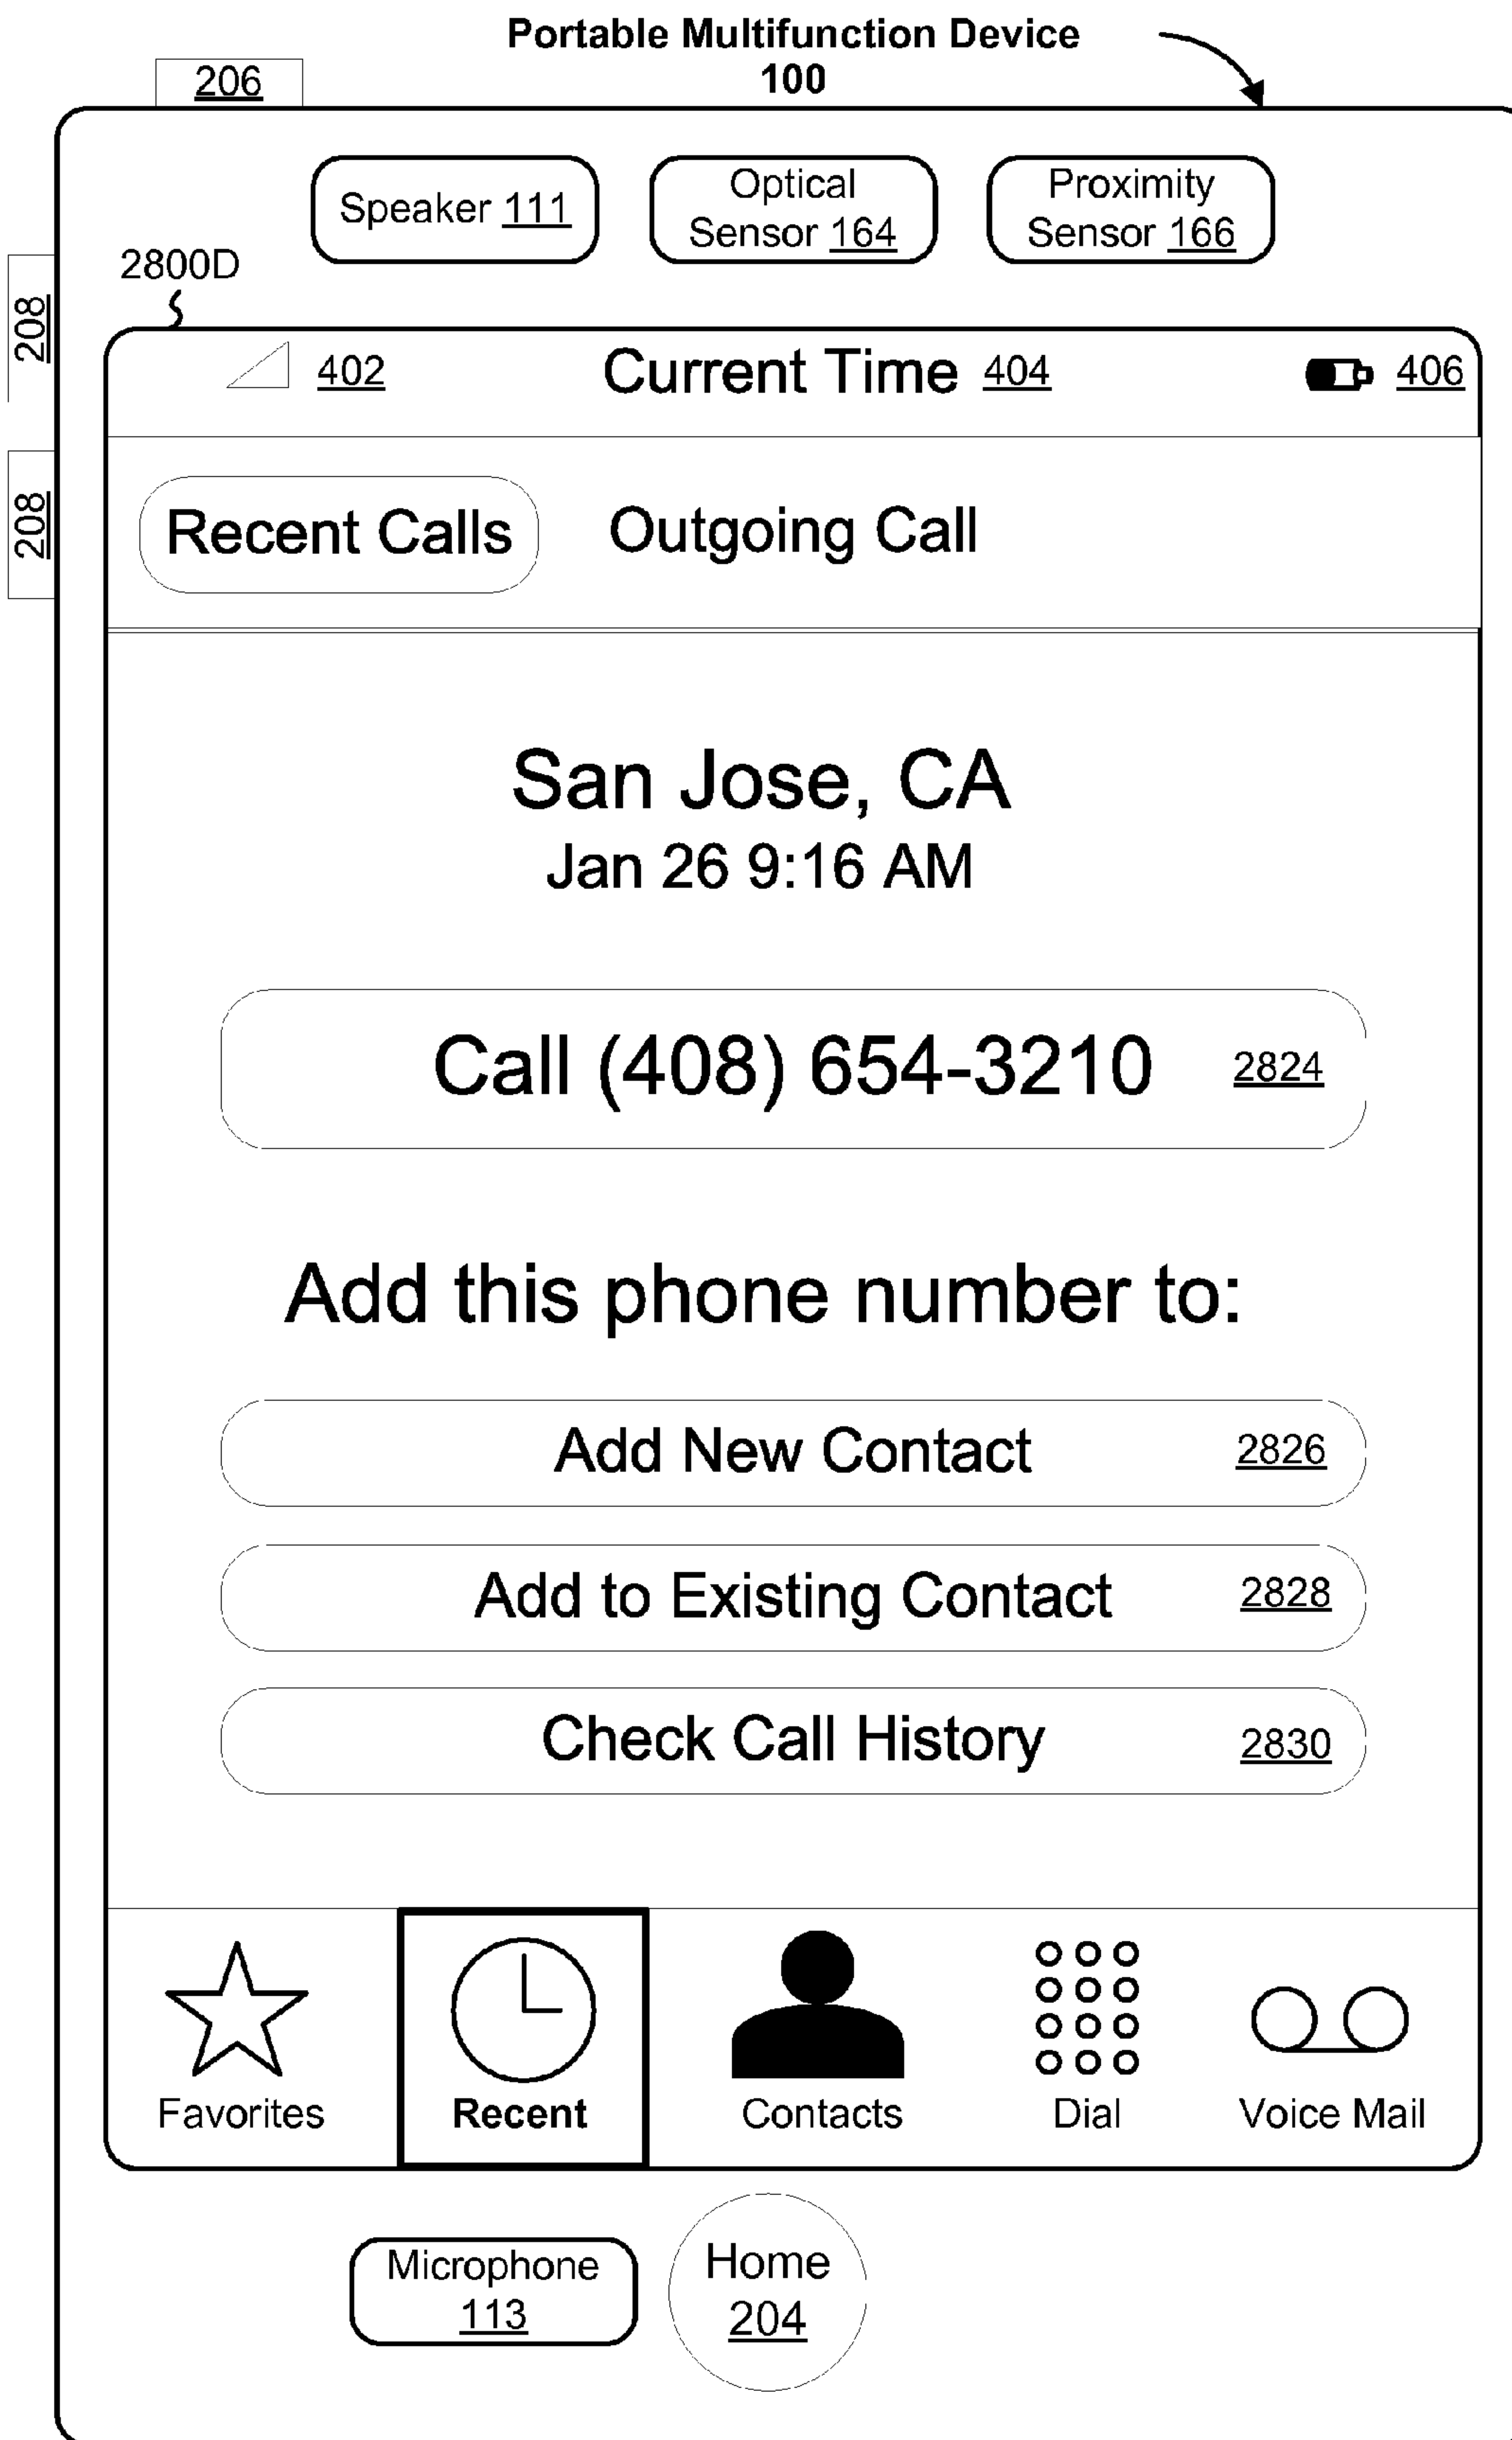 Portable Multifunction Device
100
206
Speaker 111
Optical
Sensor 164
Proximity
Sensor 166
2800D
208
402 Current Time 404 406
Recent Calls Outgoing Call
208
San Jose, CA
Jan 26 9:16 AM
Call (408) 654-3210 2824
Add this phone number to:
Add New Contact 2826
Add to Existing Contact 2828
Check Call History 2830
Favorites Recent Contacts Dial Voice Mail
Microphone
113
Home
204